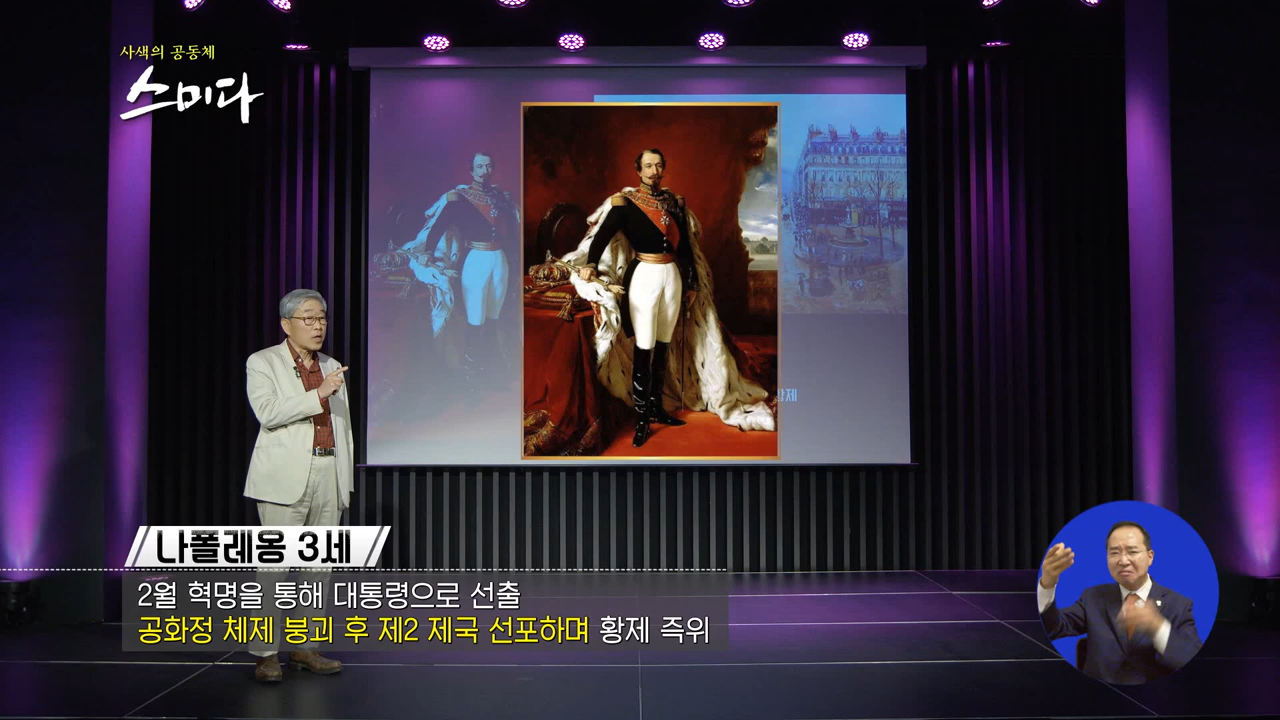 사색의 공동체
스미다
나폴레옹 3세
2월 혁명을 통해 대통령으로 선출
공화정 체제 붕괴 후 제2 제국 선포하며 황제 즉위